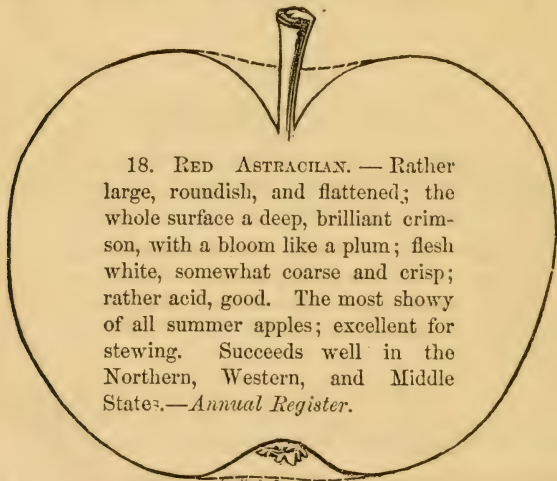 18. RED ASTRACHAN. — Rather
large, roundish, and flattened; the
whole surface a deep, brilliant crim-
son, with a bloom like a plum; flesh
white, somewhat coarse and crisp;
rather acid, good. The most showy
of all summer apples; excellent for
stewing. Succeeds well in the
Northern, Western, and Middle
States.—Annual Register.